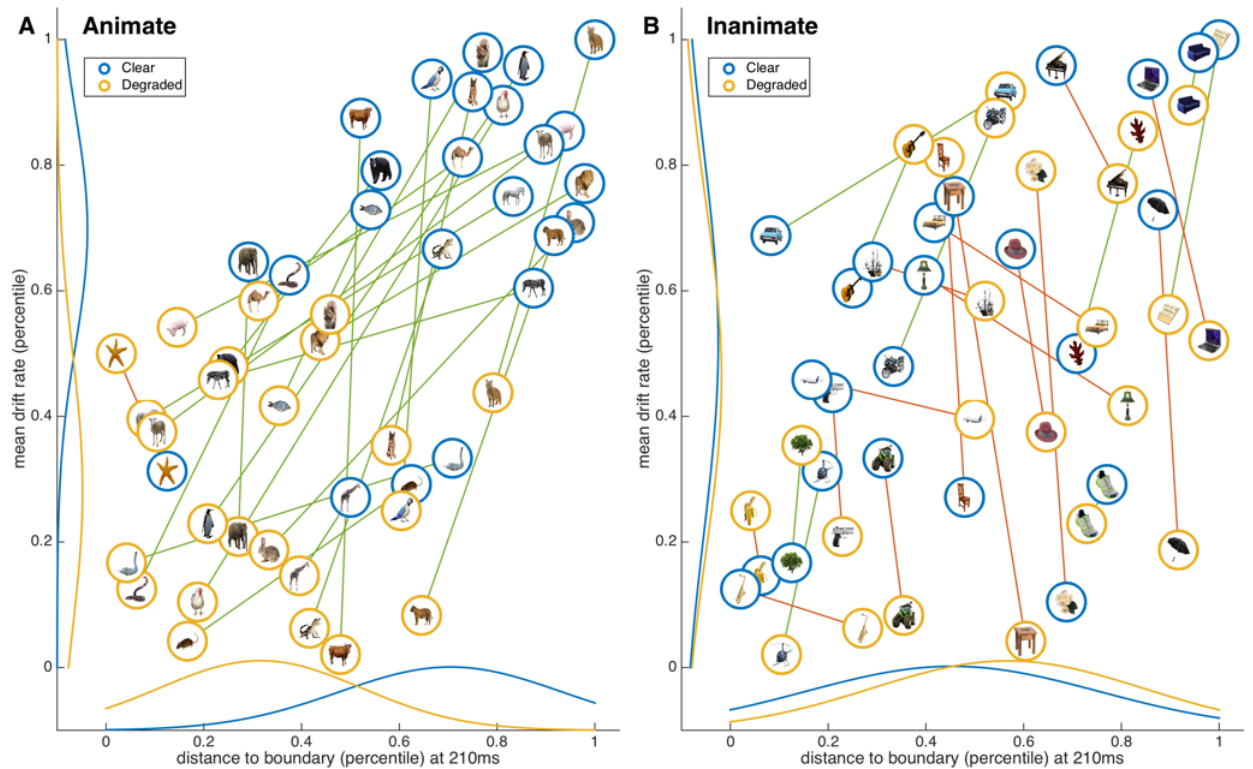 A Animate
Clear
Degraded
mean drift rate (percentile)
1
0.8
0.6
0.4
0.2
0
0 0.2 0.4 0.6 0.8 1
distance to boundary (percentile) at 210ms
B Inanimate
Clear
Degraded
mean drift rate (percentile)
1
0.8
0.6
0.4
0.2
0
0 0.2 0.4 0.6 0.8 1
distance to boundary (percentile) at 210ms